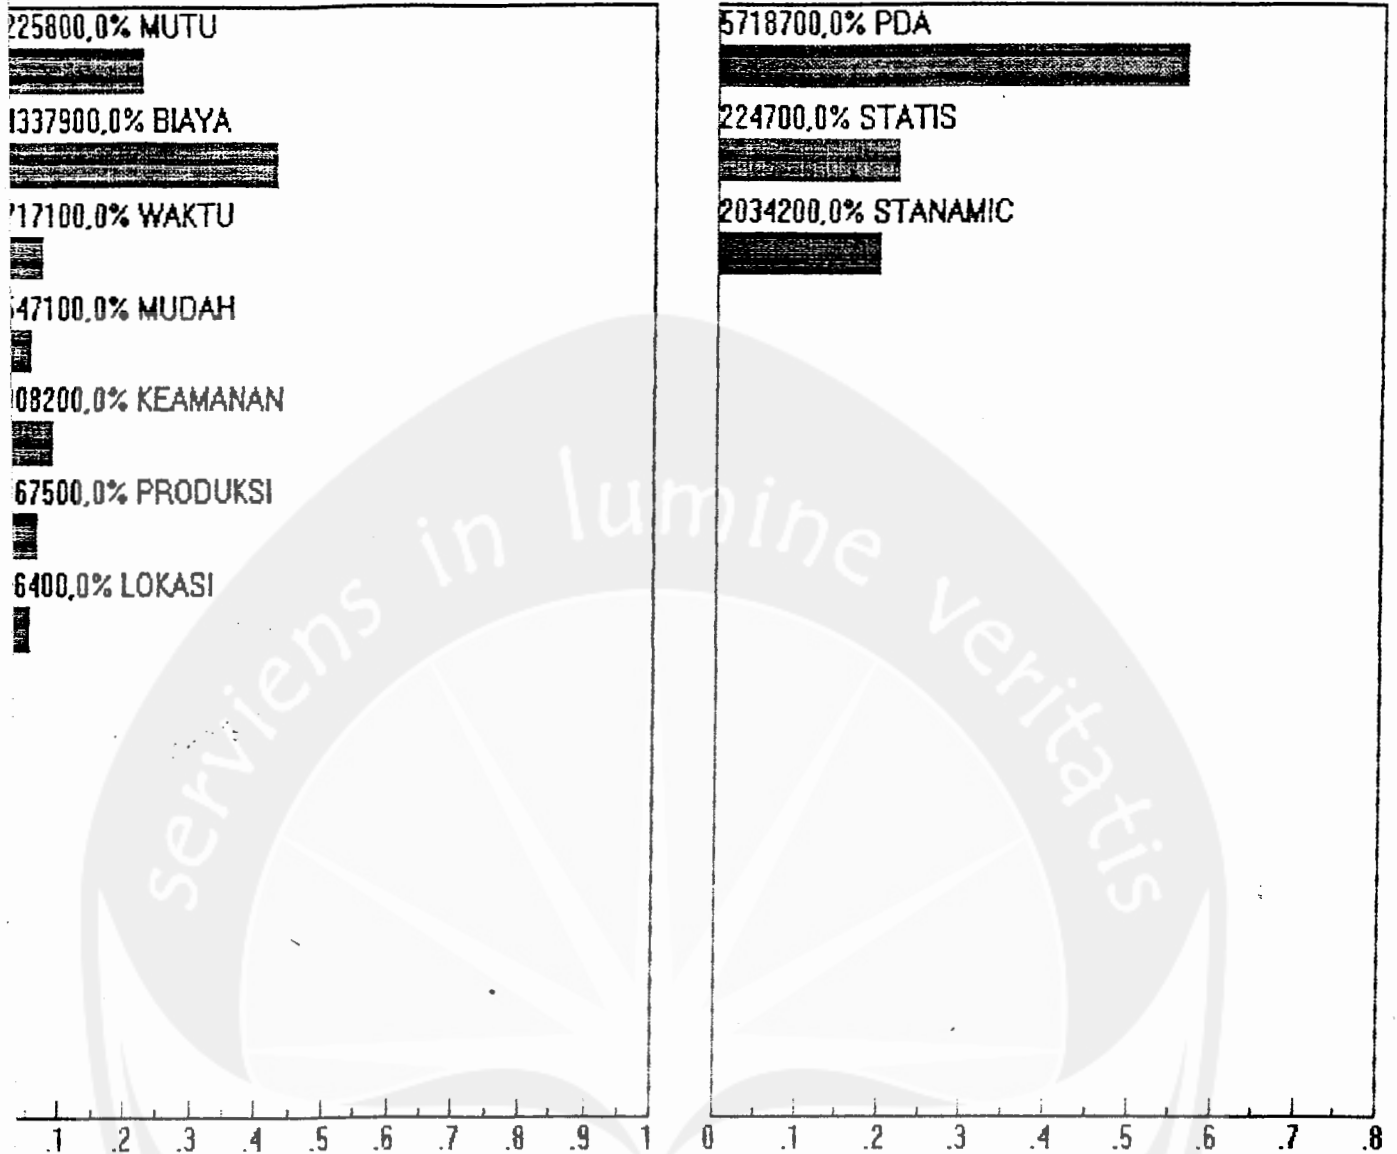 225800,0% MUTU
4337900,0% BIAYA
717100,0% WAKTU
547100,0% MUDAH
908200,0% KEAMANAN
67500,0% PRODUKSI
6400,0% LOKASI
.1 .2 .3 .4 .5 .6 .7 .8 .9 1
5718700,0% PDA
224700,0% STATIS
2034200,0% STANAMIC
0 .1 .2 .3 .4 .5 .6 .7 .8
serviens in lumine veritatis